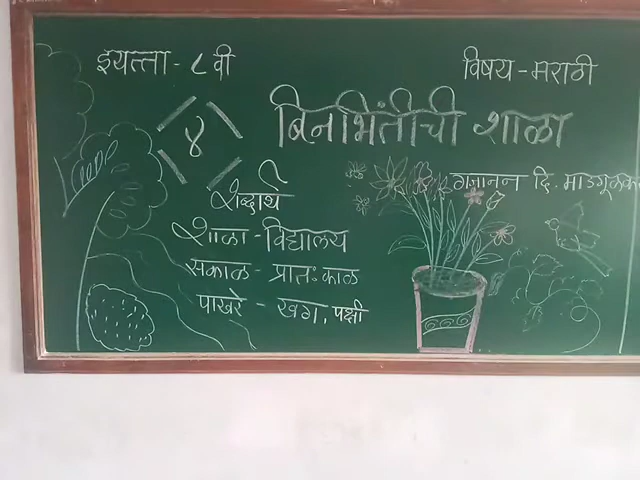 इयत्ता - ८ वी
विषय - मराठी
४
बिनभिंतीची शाळा
गजानन दि. माडगूळकर
शब्दार्थ
शाळा - विद्यालय
सकाळ - प्रातःकाळ
पाखरे - खग, पक्षी